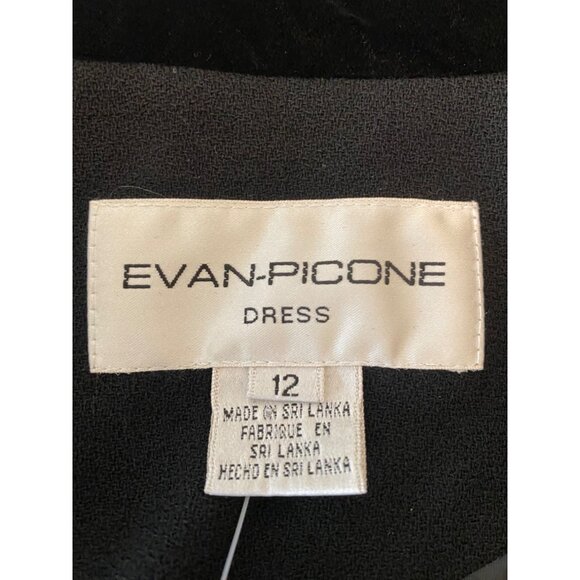 EVAN-PICONE
DRESS
12
MADE IN SRI LANKA
FABRIQUE EN
SRI LANKA
HECHO EN SRI LANKA